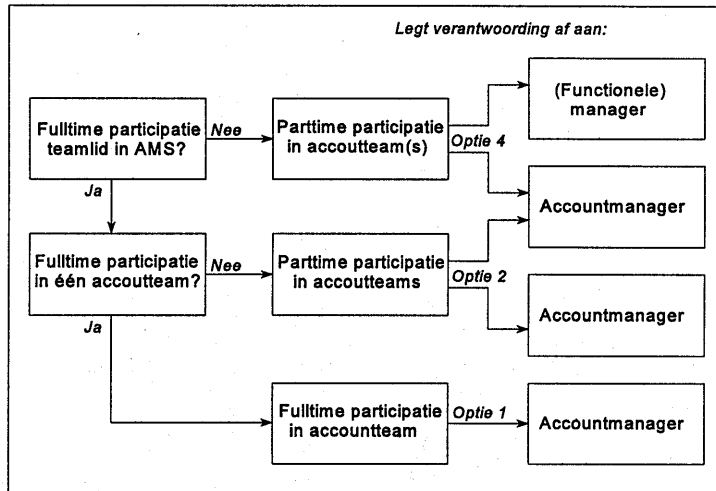 Legt verantwoording af aan:
Fulltime participatie
teamlid in AMS?
Nee
Parttime participatie
in accoutteam(s)
Optie 4
(Functionele)
manager
Accountmanager
Ja
Fulltime participatie
in één accoutteam?
Nee
Parttime participatie
in accoutteams
Optie 2
Accountmanager
Ja
Fulltime participatie
in accountteam
Optie 1
Accountmanager